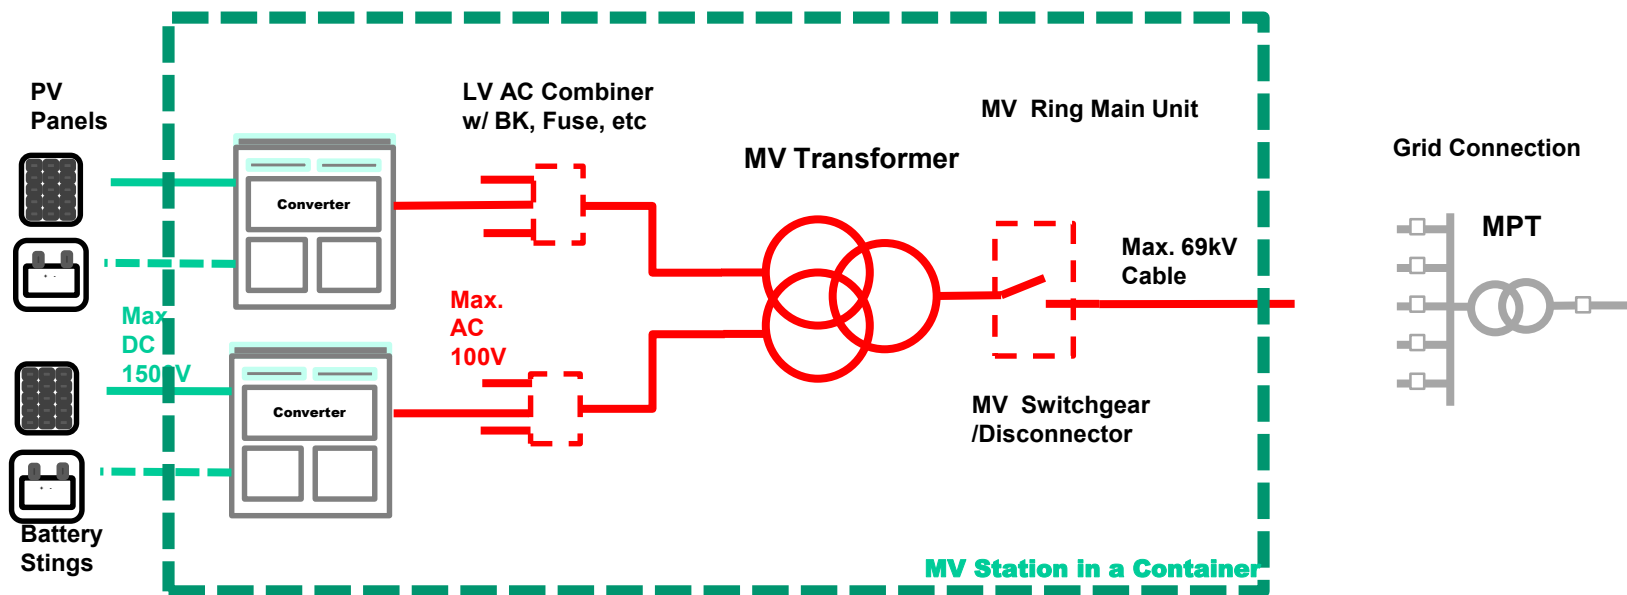 PV
Panels
LV AC Combiner
w/ BK, Fuse, etc
MV Ring Main Unit
MV Transformer
Grid Connection
Converter
MPT
Max. 69kV
Cable
Max
DC
1500V
Max.
AC
100V
Converter
MV Switchgear
/Disconnector
Battery
Stings
MV Station in a Container